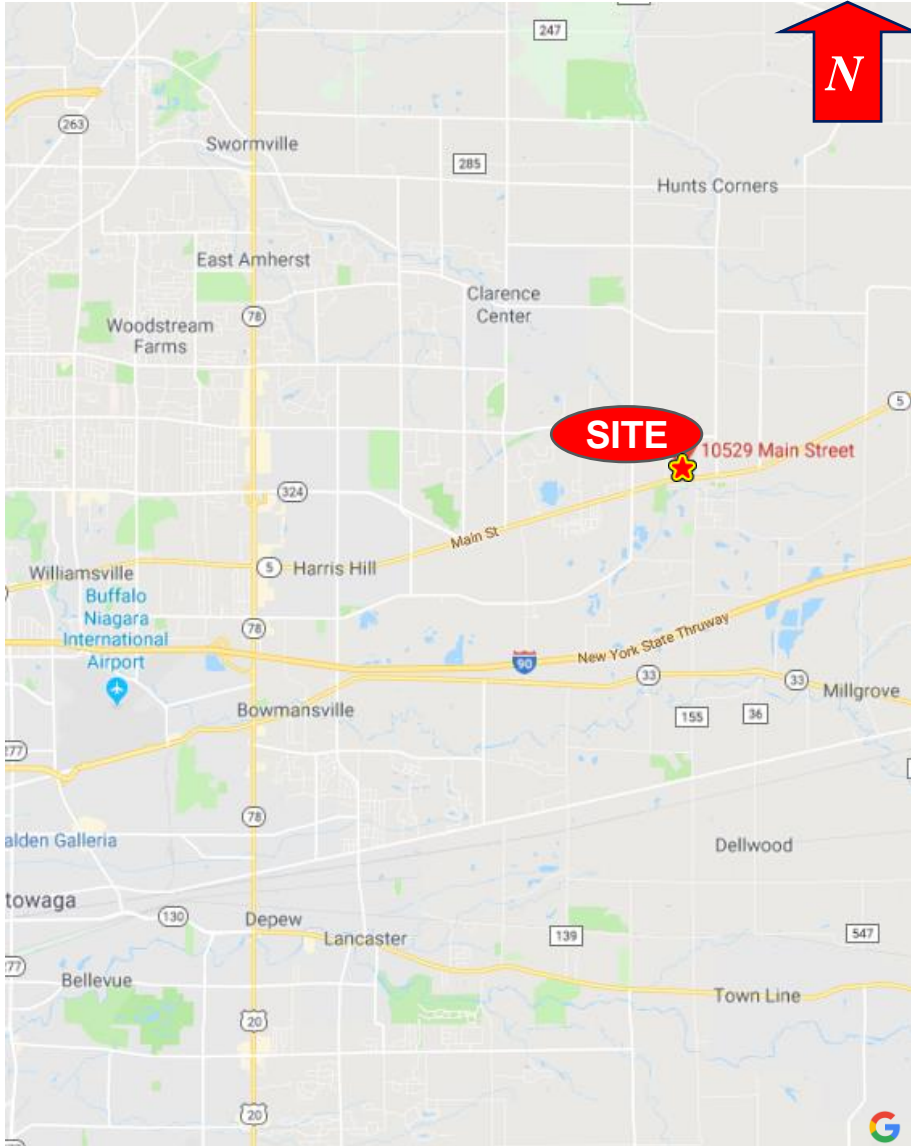 247
N
263
Swormville
285
Hunts Corners
East Amherst
Clarence
Center
78
Woodstream
Farms
5
SITE
10529 Main Street
324
Main St
5
Harris Hill
Williamsville
Buffalo
Niagara
International
Airport
78
New York State Thruway
90
33
33
Millgrove
Bowmansville
155
36
277
78
alden Galleria
Dellwood
towaga
130
Depew
Lancaster
139
547
277
Bellevue
Town Line
20
20
G